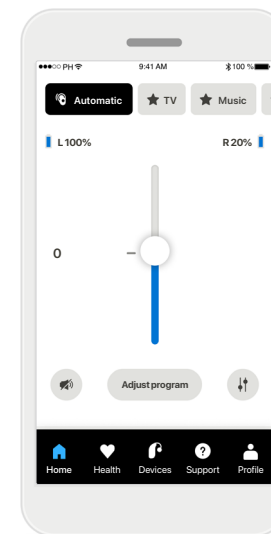 PH 9:41 AM 100 %
Automatic TV Music
L 100% R 20%
0
Adjust program
Home Health Devices Support Profile